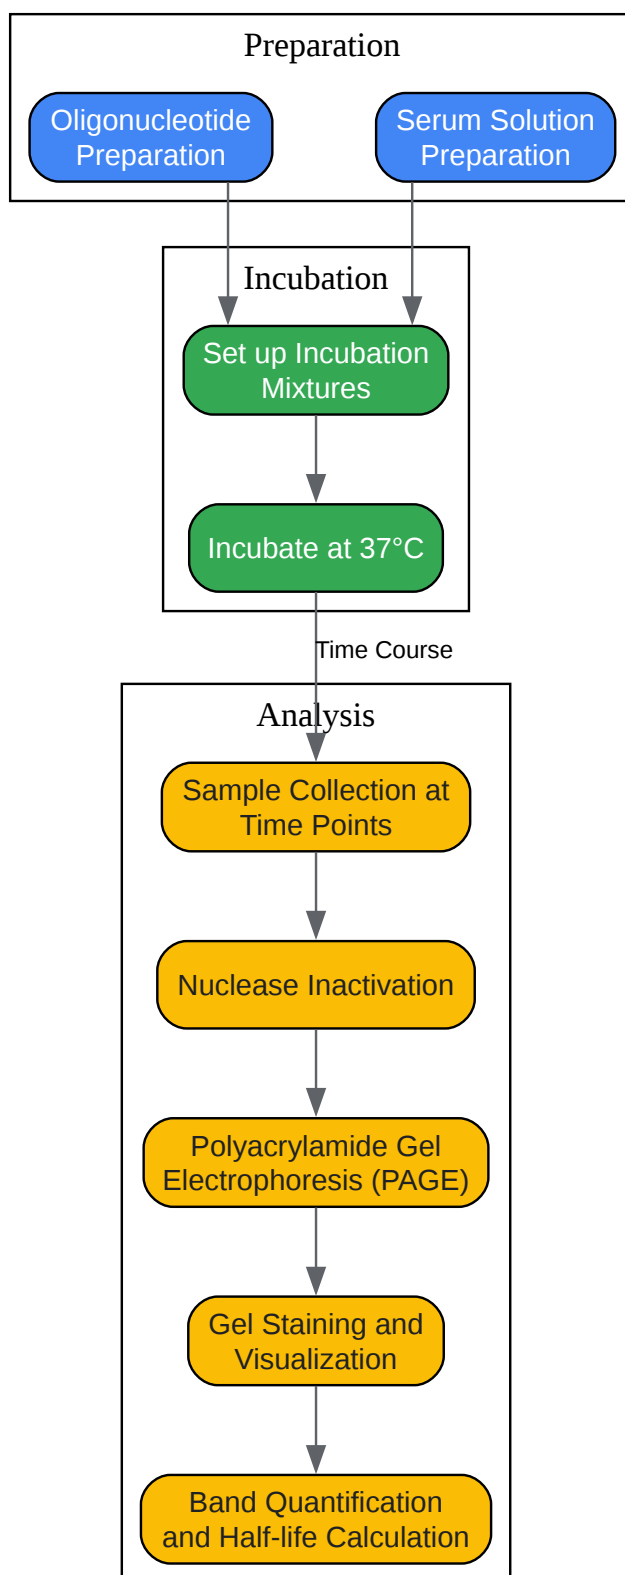 Preparation
Oligonucleotide
Preparation
Serum Solution
Preparation
Incubation
Set up Incubation
Mixtures
Incubate at 37°C
Time Course
Analysis
Sample Collection at
Time Points
Nuclease Inactivation
Polyacrylamide Gel
Electrophoresis (PAGE)
Gel Staining and
Visualization
Band Quantification
and Half-life Calculation